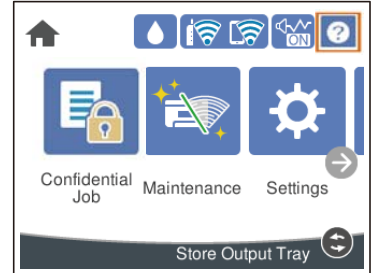 ON
?
Confidential
Job
Maintenance
Settings
Store Output Tray